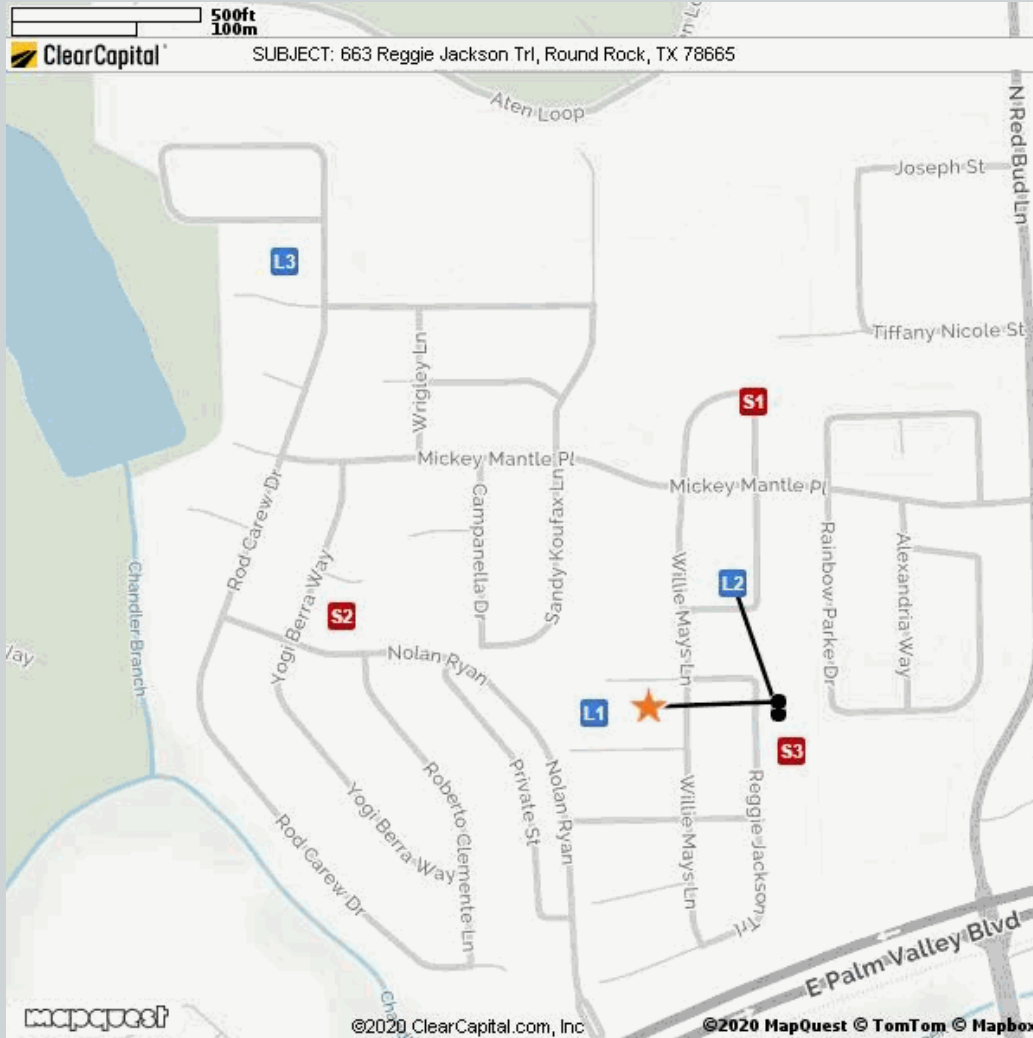 500ft
100m
ClearCapital
SUBJECT: 663 Reggie Jackson Trl, Round Rock, TX 78665
Aten Loop
N Red Bud Ln
Joseph St
L3
Tiffany Nicole St
Wrigley Ln
S1
Mickey Mantle Pl
Mickey Mantle Pl
Campanella Dr
Sandy Koufax Ln
Rod Carew Dr
Rainbow Parke Dr
Alexandria Way
Willie Mays Ln
L2
Chandler Branch
Yogi Berra Way
S2
Nolan Ryan
L1
S3
Private St
Nolan Ryan
Roberto Clemente Ln
Yogi Berra Way
Rod Carew Dr
Willie Mays Ln
Reggie Jackson Trl
E Palm Valley Blvd
mapquest
©2020 ClearCapital.com, Inc
©2020 MapQuest © TomTom © Mapbox